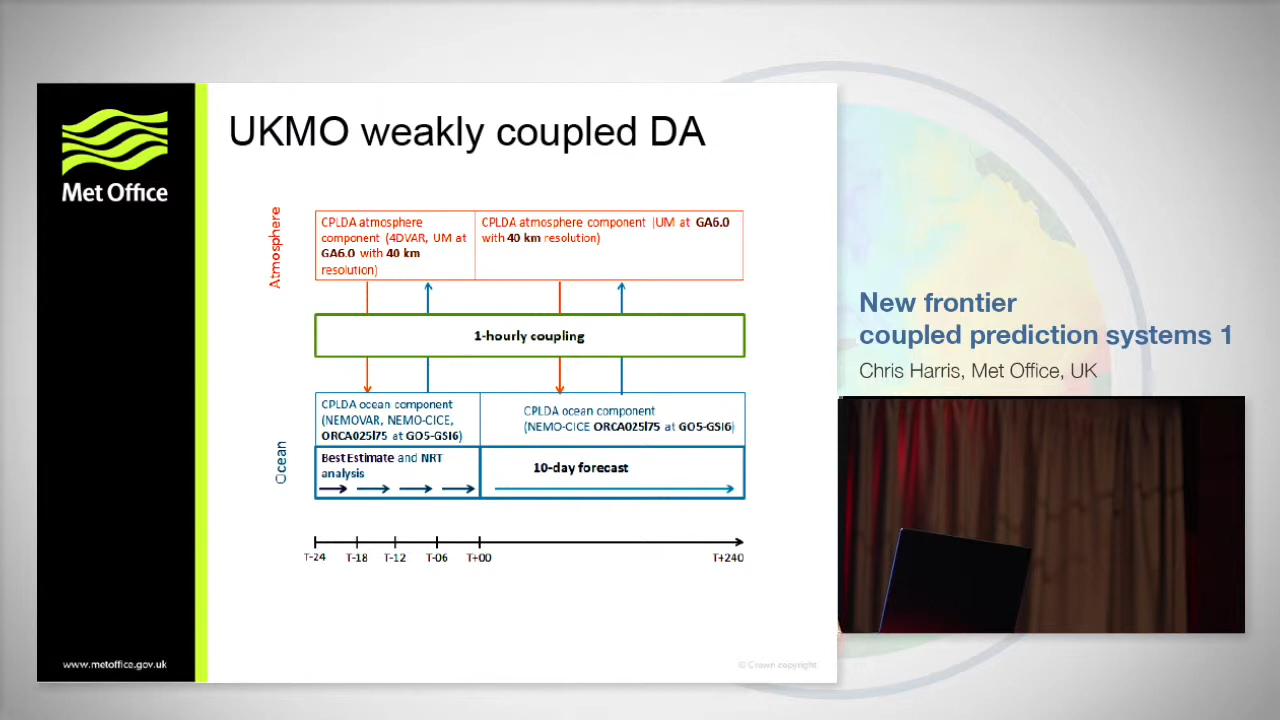 UKMO weakly coupled DA
Met Office
Atmosphere
CPLDA atmosphere
component (4DVAR, UM at
GA6.0 with 40 km
resolution)
CPLDA atmosphere component (UM at GA6.0
with 40 km resolution)
1-hourly coupling
Ocean
CPLDA ocean component
(NEMOVAR, NEMO-CICE,
ORCA025l75 at GO5-GSI6)
CPLDA ocean component
(NEMO-CICE ORCA025l75 at GO5-GSI6)
Best Estimate and NRT
analysis
10-day forecast
T-24 T-18 T-12 T-06 T+00 T+240
www.metoffice.gov.uk
© Crown copyright
New frontier
coupled prediction systems 1
Chris Harris, Met Office, UK